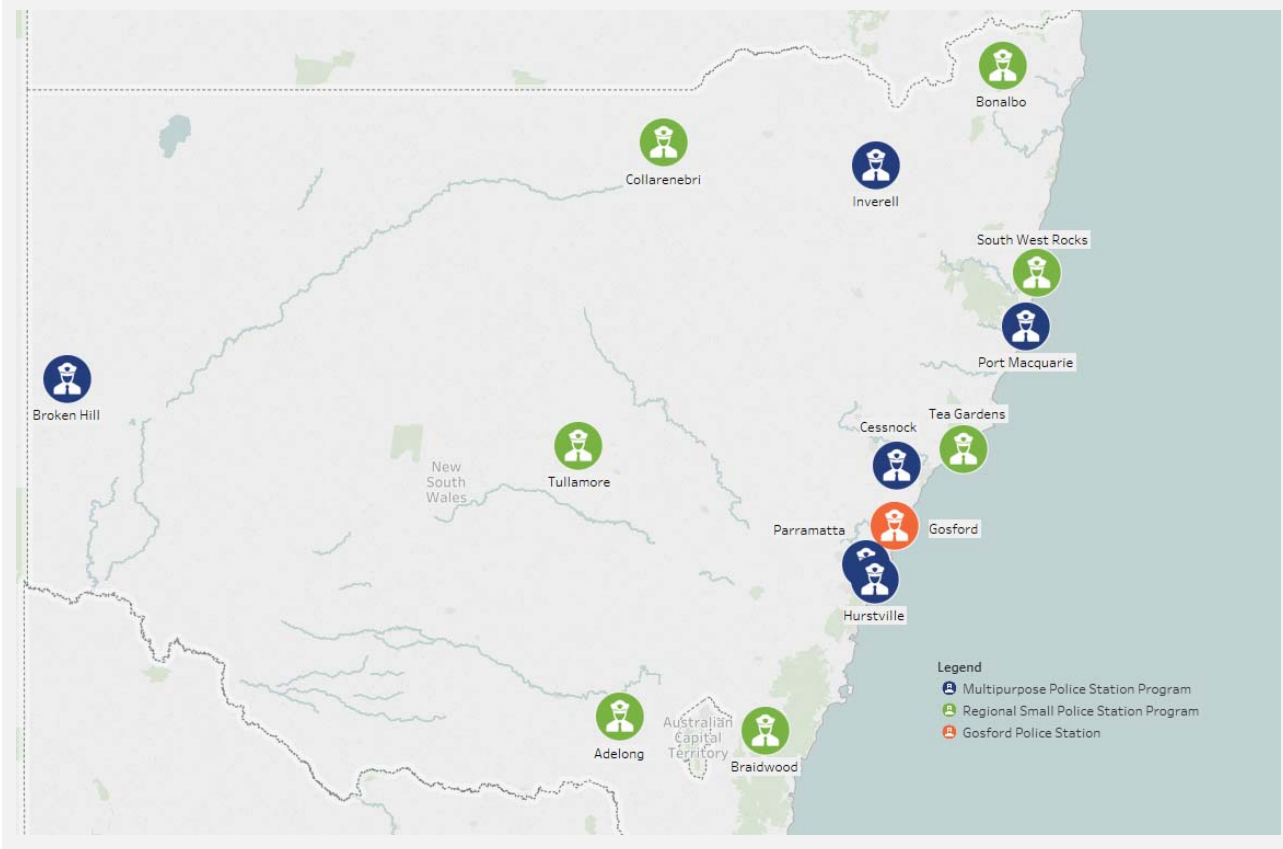 Bonalbo
Collarenebri
Inverell
South West Rocks
Port Macquarie
Broken Hill
Tea Gardens
Cessnock
New
South
Wales
Tullamore
Parramatta
Gosford
Hurstville
Legend
Multipurpose Police Station Program
Regional Small Police Station Program
Gosford Police Station
Adelong
Australian
Capital
Territory
Braidwood